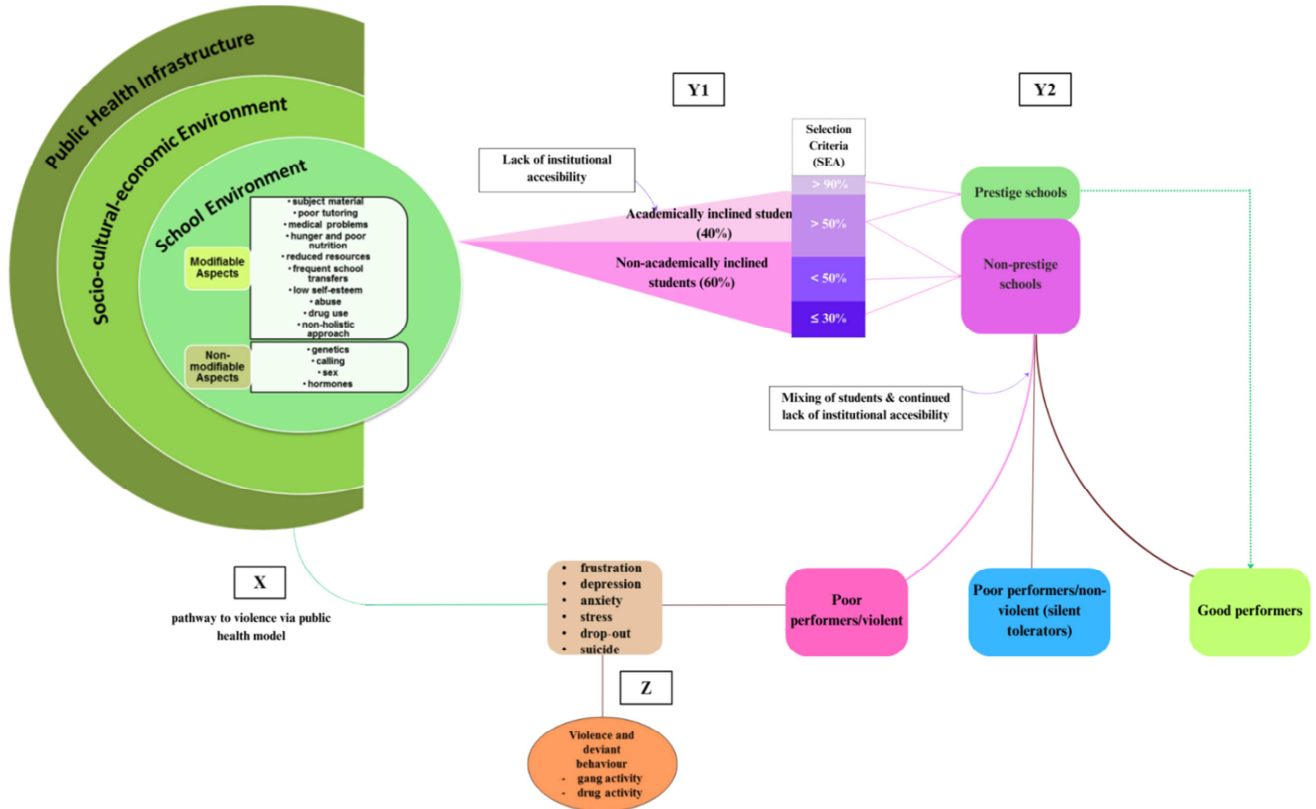 Public Health Infrastructure
Socio-cultural-economic Environment
School Environment
Modifiable
Aspects
• subject material
• poor tutoring
• medical problems
• hunger and poor
nutrition
• reduced resources
• frequent school
transfers
• low self-esteem
• abuse
• drug use
• non-holistic
approach
Non-
modifiable
Aspects
• genetics
• calling
• sex
• hormones
Y1
Lack of institutional
accesibility
Academically inclined studen
(40%)
Non-academically inclined
students (60%)
Selection
Criteria
(SEA)
> 90%
> 50%
< 50%
≤ 30%
Y2
Prestige schools
Non-prestige
schools
Mixing of students & continued
lack of institutional accesibility
X
pathway to violence via public
health model
• frustration
• depression
• anxiety
• stress
• drop-out
• suicide
Poor
performers/violent
Poor performers/non-
violent (silent
tolerators)
Good performers
Z
Violence and
deviant
behaviour
- gang activity
- drug activity